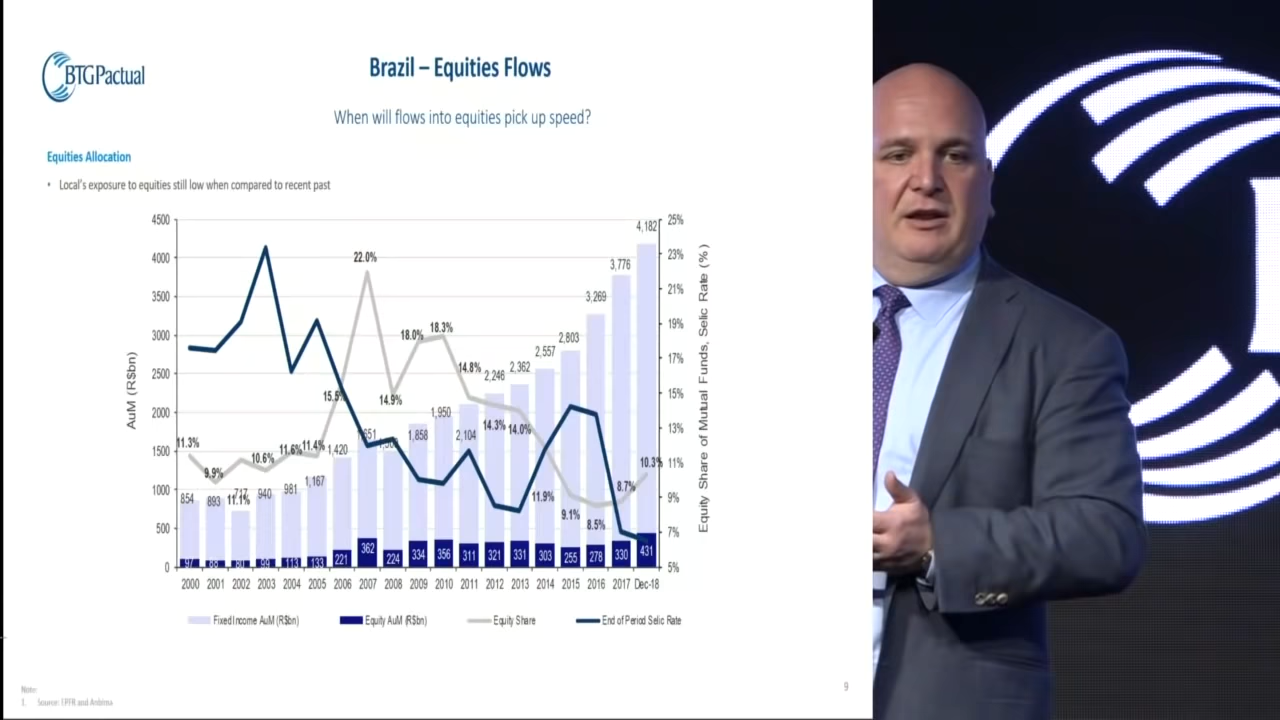 BTGPactual
Brazil – Equities Flows
When will flows into equities pick up speed?
Equities Allocation
• Local's exposure to equities still low when compared to recent past
4500 4000 3500 3000 2500 2000 1500 1000 500 0
AuM (R$bn)
25% 23% 21% 19% 17% 15% 13% 11% 9% 7% 5%
Equity Share of Mutual Funds, Selic Rate (%)
11.3% 9.9% 11.1% 10.6% 11.6% 11.4% 15.5% 22.0% 14.9% 18.0% 18.3% 14.8% 14.3% 14.0% 11.9% 9.1% 8.5% 8.7% 10.3%
854 893 717 940 981 1,167 1,420 1,858 1,950 2,104 2,246 2,362 2,557 2,803 3,269 3,776 4,182
97 113 133 221 362 224 334 356 311 321 331 303 255 278 330 431
2000 2001 2002 2003 2004 2005 2006 2007 2008 2009 2010 2011 2012 2013 2014 2015 2016 2017 Dec-18
Fixed Income AuM (R$bn) Equity AuM (R$bn) Equity Share End of Period Selic Rate
Note:
1. Source: and Anbima
9